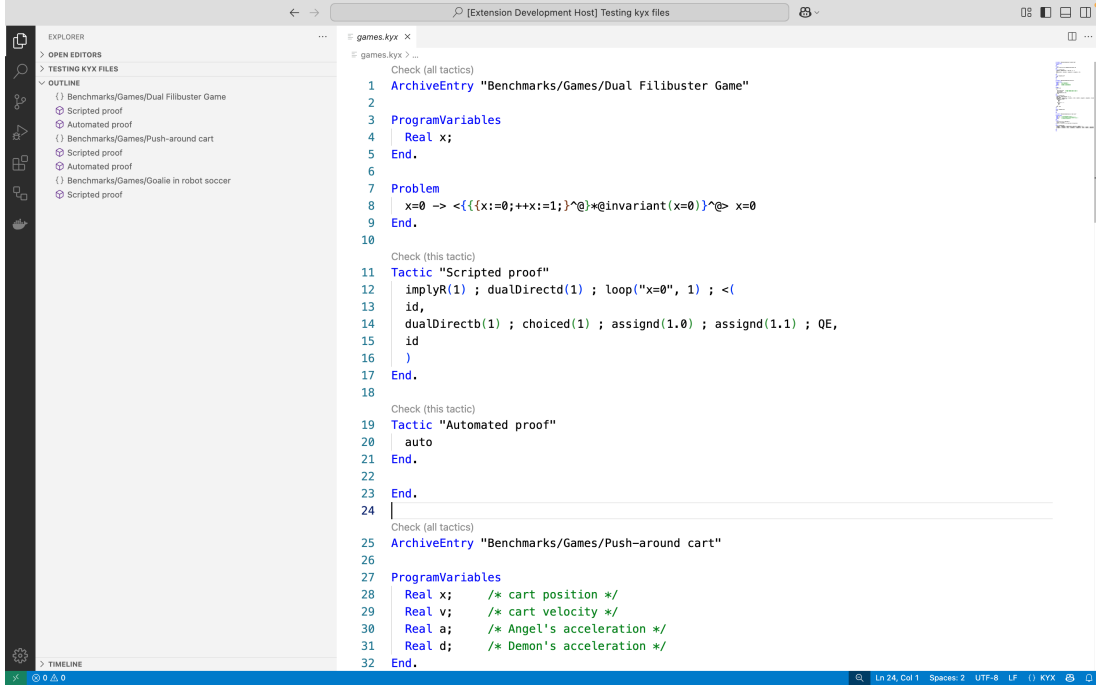 [Extension Development Host] Testing kyx files
EXPLORER
OPEN EDITORS
TESTING KYX FILES
OUTLINE
{} Benchmarks/Games/Dual Filibuster Game
Scripted proof
Automated proof
{} Benchmarks/Games/Push-around cart
Scripted proof
Automated proof
{} Benchmarks/Games/Goalie in robot soccer
Scripted proof
TIMELINE
games.kyx
games.kyx > ...
Check (all tactics)
1 ArchiveEntry "Benchmarks/Games/Dual Filibuster Game"
2
3 ProgramVariables
4 Real x;
5 End.
6
7 Problem
8 x=0 -> <{{{x:=0;++x:=1;}^@}*@invariant(x=0)}^@> x=0
9 End.
10
Check (this tactic)
11 Tactic "Scripted proof"
12 implyR(1) ; dualDirectd(1) ; loop("x=0", 1) ; <(
13 id,
14 dualDirectb(1) ; choiced(1) ; assignd(1.0) ; assignd(1.1) ; QE,
15 id
16 )
17 End.
18
Check (this tactic)
19 Tactic "Automated proof"
20 auto
21 End.
22
23 End.
24
Check (all tactics)
25 ArchiveEntry "Benchmarks/Games/Push-around cart"
26
27 ProgramVariables
28 Real x; /* cart position */
29 Real v; /* cart velocity */
30 Real a; /* Angel's acceleration */
31 Real d; /* Demon's acceleration */
32 End.
0 0
Ln 24, Col 1 Spaces: 2 UTF-8 LF {} KYX